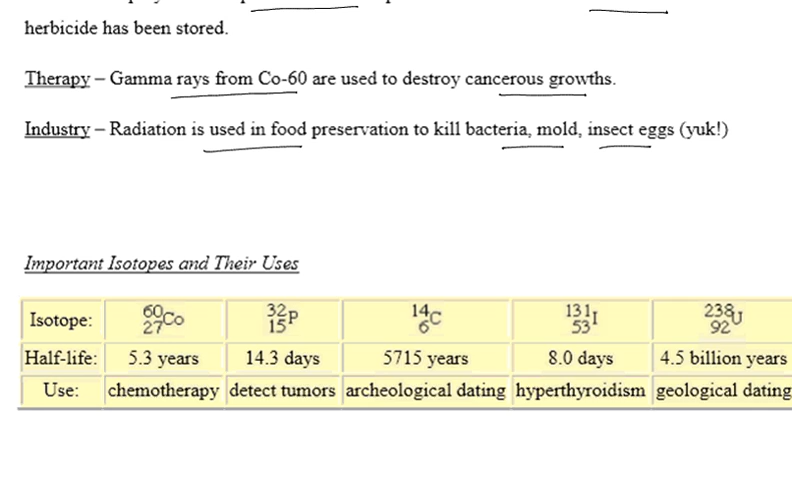 herbicide has been stored.
Therapy – Gamma rays from Co-60 are used to destroy cancerous growths.
Industry – Radiation is used in food preservation to kill bacteria, mold, insect eggs (yuk!)
Important Isotopes and Their Uses
Isotope: 60 27 Co 32 15 P 14 6 C 131 53 I 238 92 U
Half-life: 5.3 years 14.3 days 5715 years 8.0 days 4.5 billion years
Use: chemotherapy detect tumors archeological dating hyperthyroidism geological dating